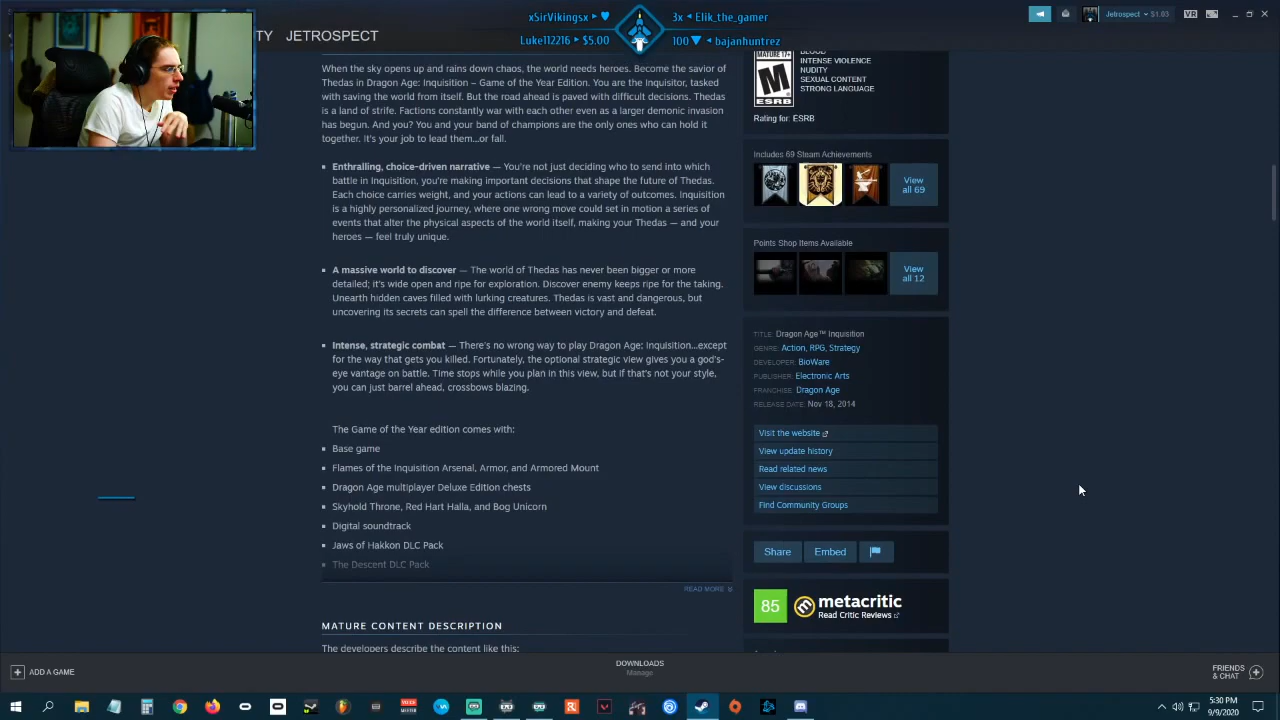 xSirVikingsx ▸ ♥
3x ◂ Elik_the_gamer
Luke112216 ▸ $5.00
100 ▼ ◂ bajanhuntrez
TY JETROSPECT
Jetrospect
$1.03
VR
When the sky opens up and rains down chaos, the world needs heroes. Become the savior of
Thedas in Dragon Age: Inquisition – Game of the Year Edition. You are the Inquisitor, tasked
with saving the world from itself. But the road ahead is paved with difficult decisions. Thedas
is a land of strife. Factions constantly war with each other even as a larger demonic invasion
has begun. And you? You and your band of champions are the only ones who can hold it
together. It's your job to lead them...or fall.
Enthralling, choice-driven narrative — You're not just deciding who to send into which
battle in Inquisition, you're making important decisions that shape the future of Thedas.
Each choice carries weight, and your actions can lead to a variety of outcomes. Inquisition
is a highly personalized journey, where one wrong move could set in motion a series of
events that alter the physical aspects of the world itself, making your Thedas — and your
heroes — feel truly unique.
A massive world to discover — The world of Thedas has never been bigger or more
detailed; it's wide open and ripe for exploration. Discover enemy keeps ripe for the taking.
Unearth hidden caves filled with lurking creatures. Thedas is vast and dangerous, but
uncovering its secrets can spell the difference between victory and defeat.
Intense, strategic combat — There's no wrong way to play Dragon Age: Inquisition...except
for the way that gets you killed. Fortunately, the optional strategic view gives you a god's-
eye vantage on battle. Time stops while you plan in this view, but if that's not your style,
you can just barrel ahead, crossbows blazing.
The Game of the Year edition comes with:
Base game
Flames of the Inquisition Arsenal, Armor, and Armored Mount
Dragon Age multiplayer Deluxe Edition chests
Skyhold Throne, Red Hart Halla, and Bog Unicorn
Digital soundtrack
Jaws of Hakkon DLC Pack
The Descent DLC Pack
READ MORE
MATURE CONTENT DESCRIPTION
The developers describe the content like this:
MATURE 17+
M
ESRB
BLOOD
INTENSE VIOLENCE
NUDITY
SEXUAL CONTENT
STRONG LANGUAGE
Rating for: ESRB
Includes 69 Steam Achievements
View
all 69
Points Shop Items Available
View
all 12
TITLE: Dragon Age™ Inquisition
GENRE: Action, RPG, Strategy
DEVELOPER: BioWare
PUBLISHER: Electronic Arts
FRANCHISE: Dragon Age
RELEASE DATE: Nov 18, 2014
Visit the website
View update history
Read related news
View discussions
Find Community Groups
Share
Embed
85
metacritic
Read Critic Reviews
ADD A GAME
DOWNLOADS
Manage
FRIENDS
& CHAT
5:30 PM
9/9/2020